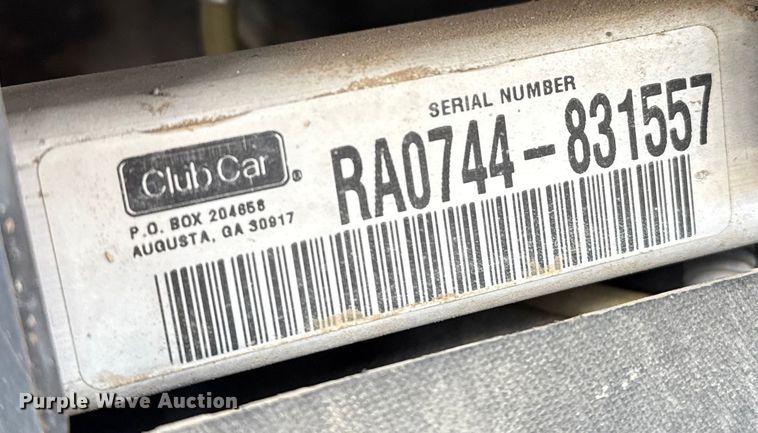 SERIAL NUMBER
RA0744-831557
Club Car®
P.O. BOX 204658
AUGUSTA, GA 30917
Purple Wave Auction